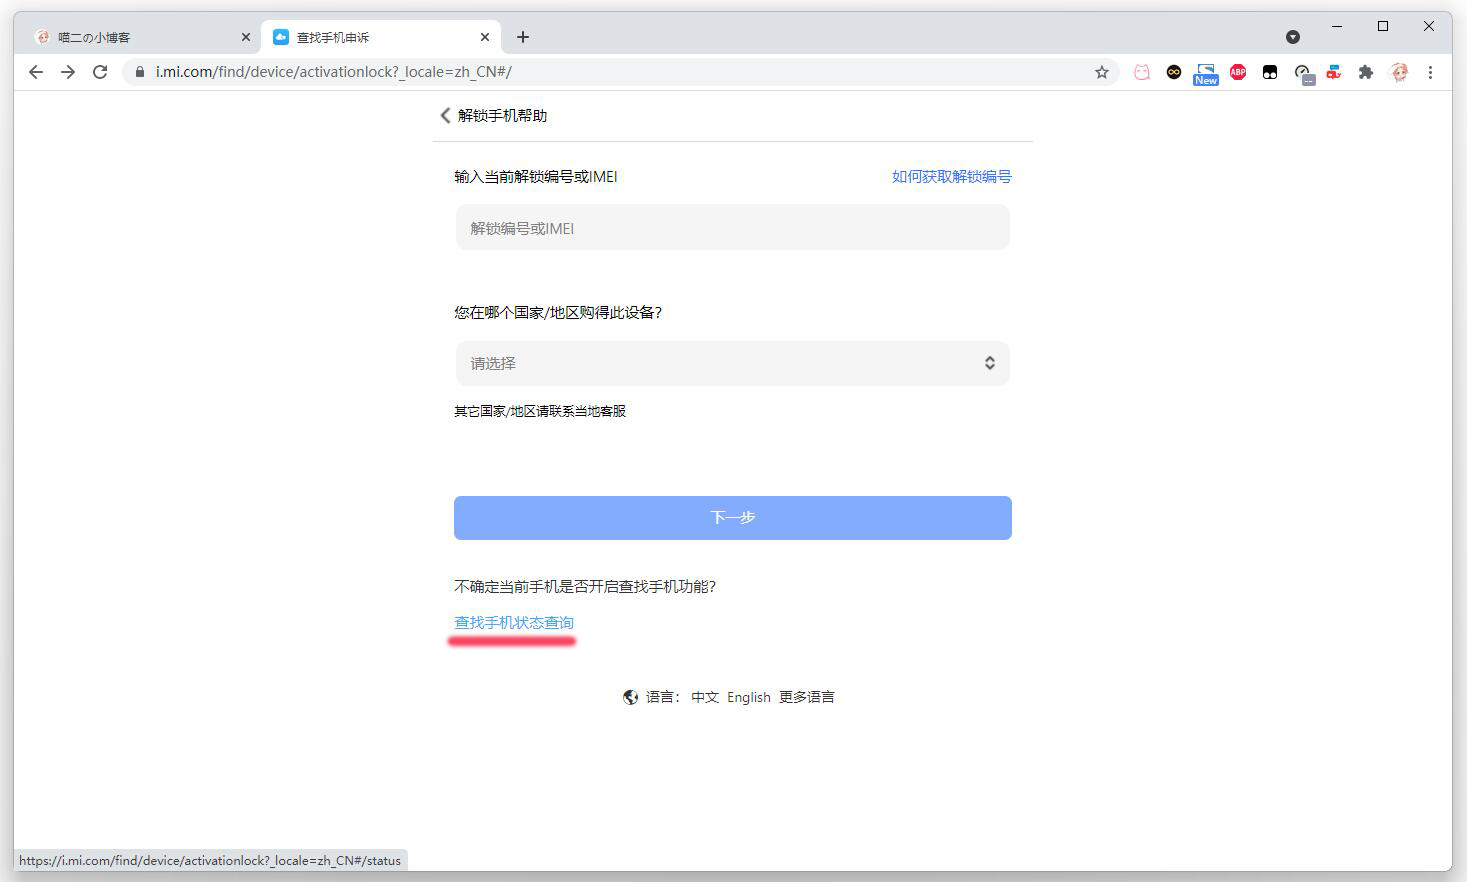 喵二の小博客
查找手机申诉
i.mi.com/find/device/activationlock?_locale=zh_CN#/
New
ABP
解锁手机帮助
输入当前解锁编号或IMEI
如何获取解锁编号
解锁编号或IMEI
您在哪个国家/地区购得此设备?
请选择
其它国家/地区请联系当地客服
下一步
不确定当前手机是否开启查找手机功能?
查找手机状态查询
语言： 中文 English 更多语言
https://i.mi.com/find/device/activationlock?_locale=zh_CN#/status